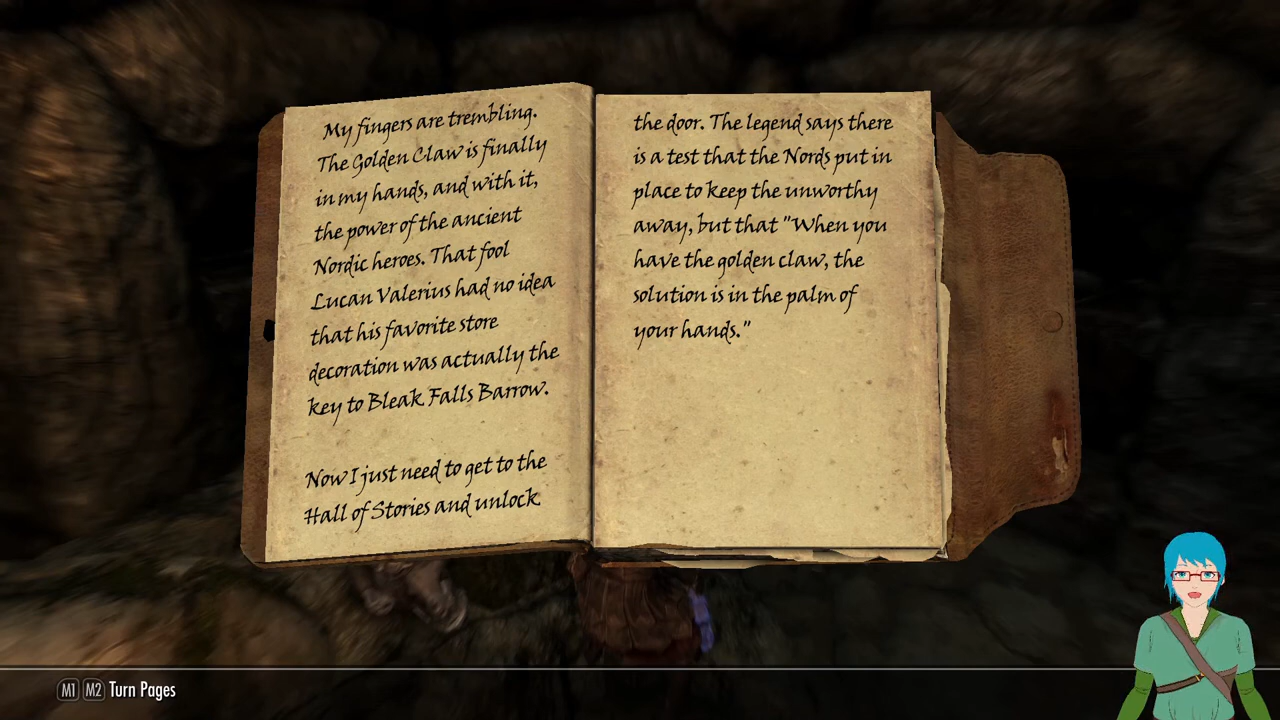 My fingers are trembling.
The Golden Claw is finally
in my hands, and with it,
the power of the ancient
Nordic heroes. That fool
Lucan Valerius had no idea
that his favorite store
decoration was actually the
key to Bleak Falls Barrow.
Now I just need to get to the
Hall of Stories and unlock
the door. The legend says there
is a test that the Nords put in
place to keep the unworthy
away, but that "When you
have the golden claw, the
solution is in the palm of
your hands."
M1 M2 Turn Pages